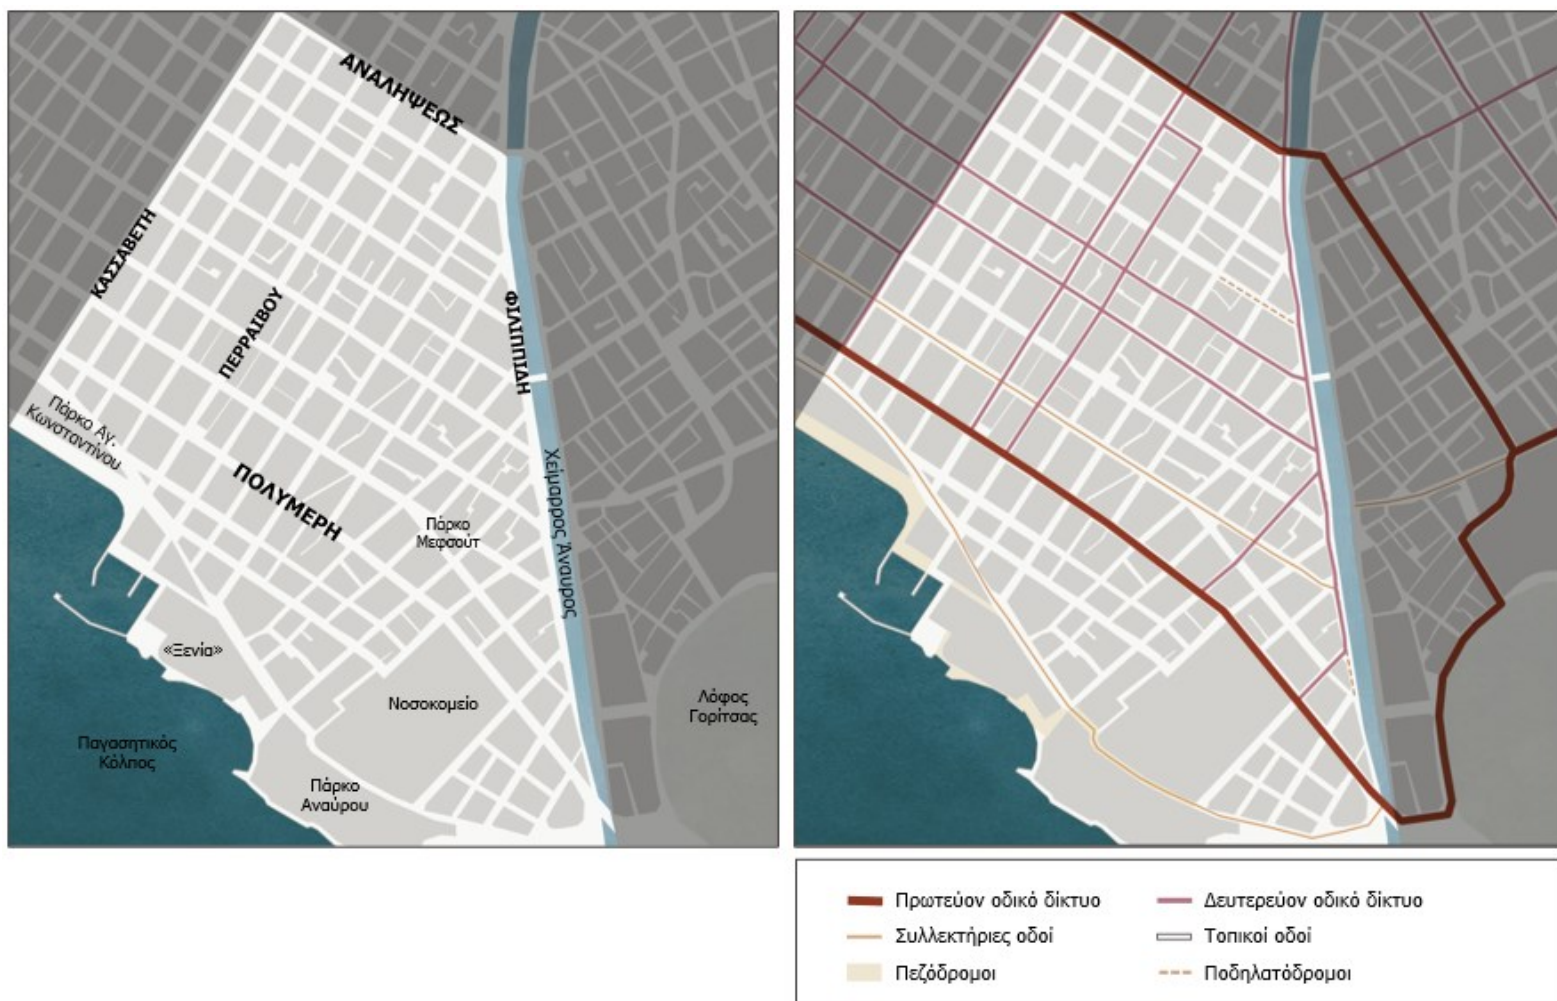 ΑΝΑΛΗΨΕΩΣ
ΚΑΣΣΑΒΕΤΗ
ΠΕΡΡΑΙΒΟΥ
ΦΙΛΙΠΠΙΔΗ
Πάρκο Αγ.
Κωνσταντίνου
ΠΟΛΥΜΕΡΗ
Πάρκο
Μεφσούτ
Χείμαρρος Άναυρος
«Ξενία»
Νοσοκομείο
Λόφος
Γορίτσας
Παγασητικός
Κόλπος
Πάρκο
Αναύρου
Πρωτεύον οδικό δίκτυο
Δευτερεύον οδικό δίκτυο
Συλλεκτήριες οδοί
Τοπικοί οδοί
Πεζόδρομοι
Ποδηλατόδρομοι